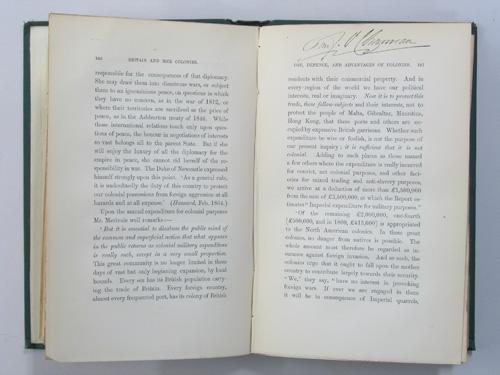 160 BRITAIN AND HER COLONIES.
responsible for the consequences of that diplomacy.
She may draw them into disastrous wars, or subject
them to an ignominious peace, on questions in which
they have no concern, as in the war of 1812, or
where their territories are sacrificed as the price of
peace, as in the Ashburton treaty of 1846. While
those international relations touch only upon ques-
tions of peace, the honour in negotiation of interests
so vast belongs all to the parent State. But if she
will enjoy the luxury of all the diplomacy for the
empire in peace, she cannot rid herself of the re-
sponsibility in war. The Duke of Newcastle expressed
himself strongly upon this point. 'As a general rule,
it is undoubtedly the duty of this country to protect
our colonial possessions from foreign aggression at all
hazards and at all expense.' (Hansard, Feb. 1864.)
Upon the annual expenditure for colonial purposes
Mr. Merivale well remarks:—
'But it is essential to disabuse the public mind of
the common and superficial notion that what appears
in the public returns as colonial military expenditure
is really such, except in a very small proportion.
This great community is no longer limited in these
days of vast but only beginning expansion, by local
bounds. Every sea has its British population carry-
ing the trade of Britain. Every foreign country,
almost every frequented port, has its colony of British
USE, DEFENCE, AND ADVANTAGES OF COLONIES. 161
residents with their commercial property. And in
every region of the world we have our political in-
terests, real or imaginary. Now it is to protect this
trade, these fellow-subjects and their interests, not to
protect the people of Malta, Gibraltar, Mauritius,
Hong Kong, that these ports and others are oc-
cupied by expensive British garrisons. Whether such
expenditure be wise or foolish, is not the purpose of
our present inquiry; it is sufficient that it is not
colonial. Adding to such places as those named
a few others where the expenditure is really incurred
for convict, not colonial purposes, and other facto-
ries for mixed trading and anti-slavery purposes,
we arrive at a deduction of more than £1,500,000
from the sum of £3,500,000, at which the Report es-
timates "Imperial expenditure for military purposes."
'Of the remaining £2,000,000, one-fourth
[£500,000, and in 1860, £413,000] is appropriated
to the North American colonies. In these great
colonies, no danger from natives is possible. The
whole amount must therefore be regarded as in-
surance against foreign invasion. And as such, the
colonies urge that it ought to fall upon the mother
country to contribute largely towards their security.
"We," they say, "have no interest in provoking
foreign wars. If ever we are engaged in them
it will be in consequence of Imperial quarrels,